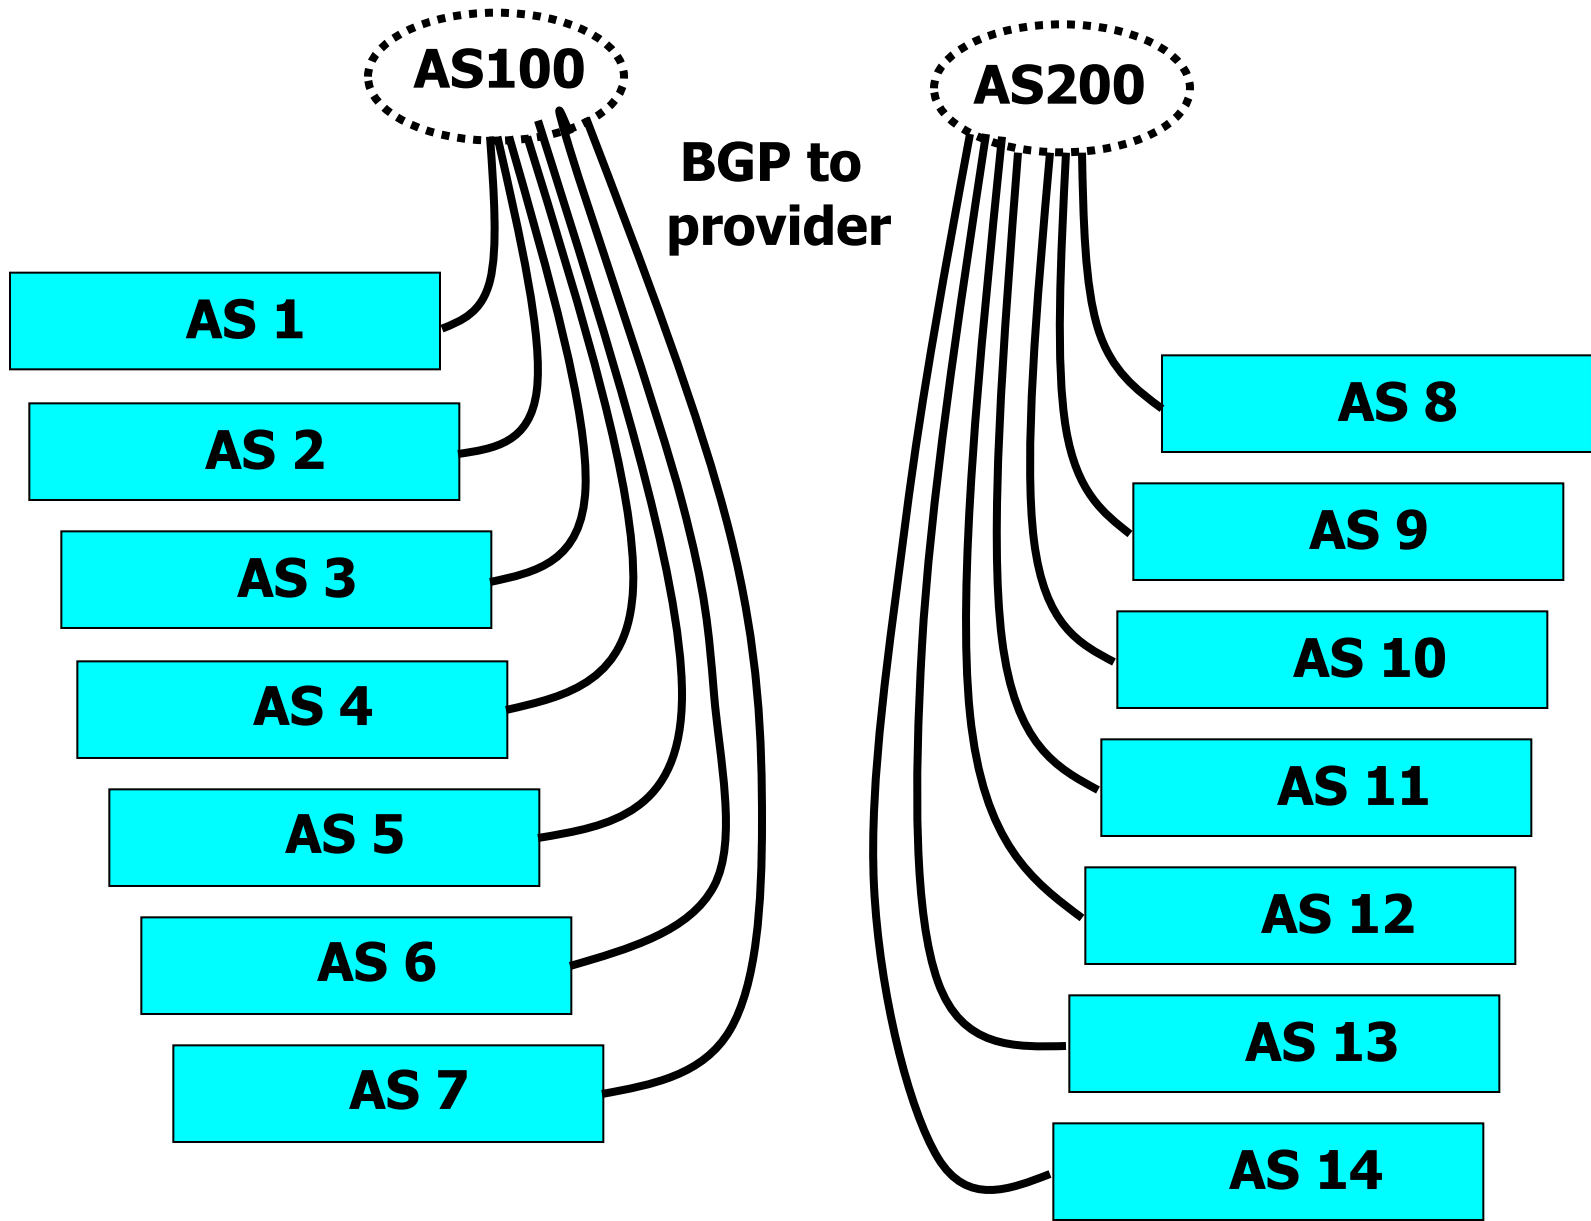 AS100
AS200
BGP to
provider
AS 1
AS 2
AS 3
AS 4
AS 5
AS 6
AS 7
AS 8
AS 9
AS 10
AS 11
AS 12
AS 13
AS 14